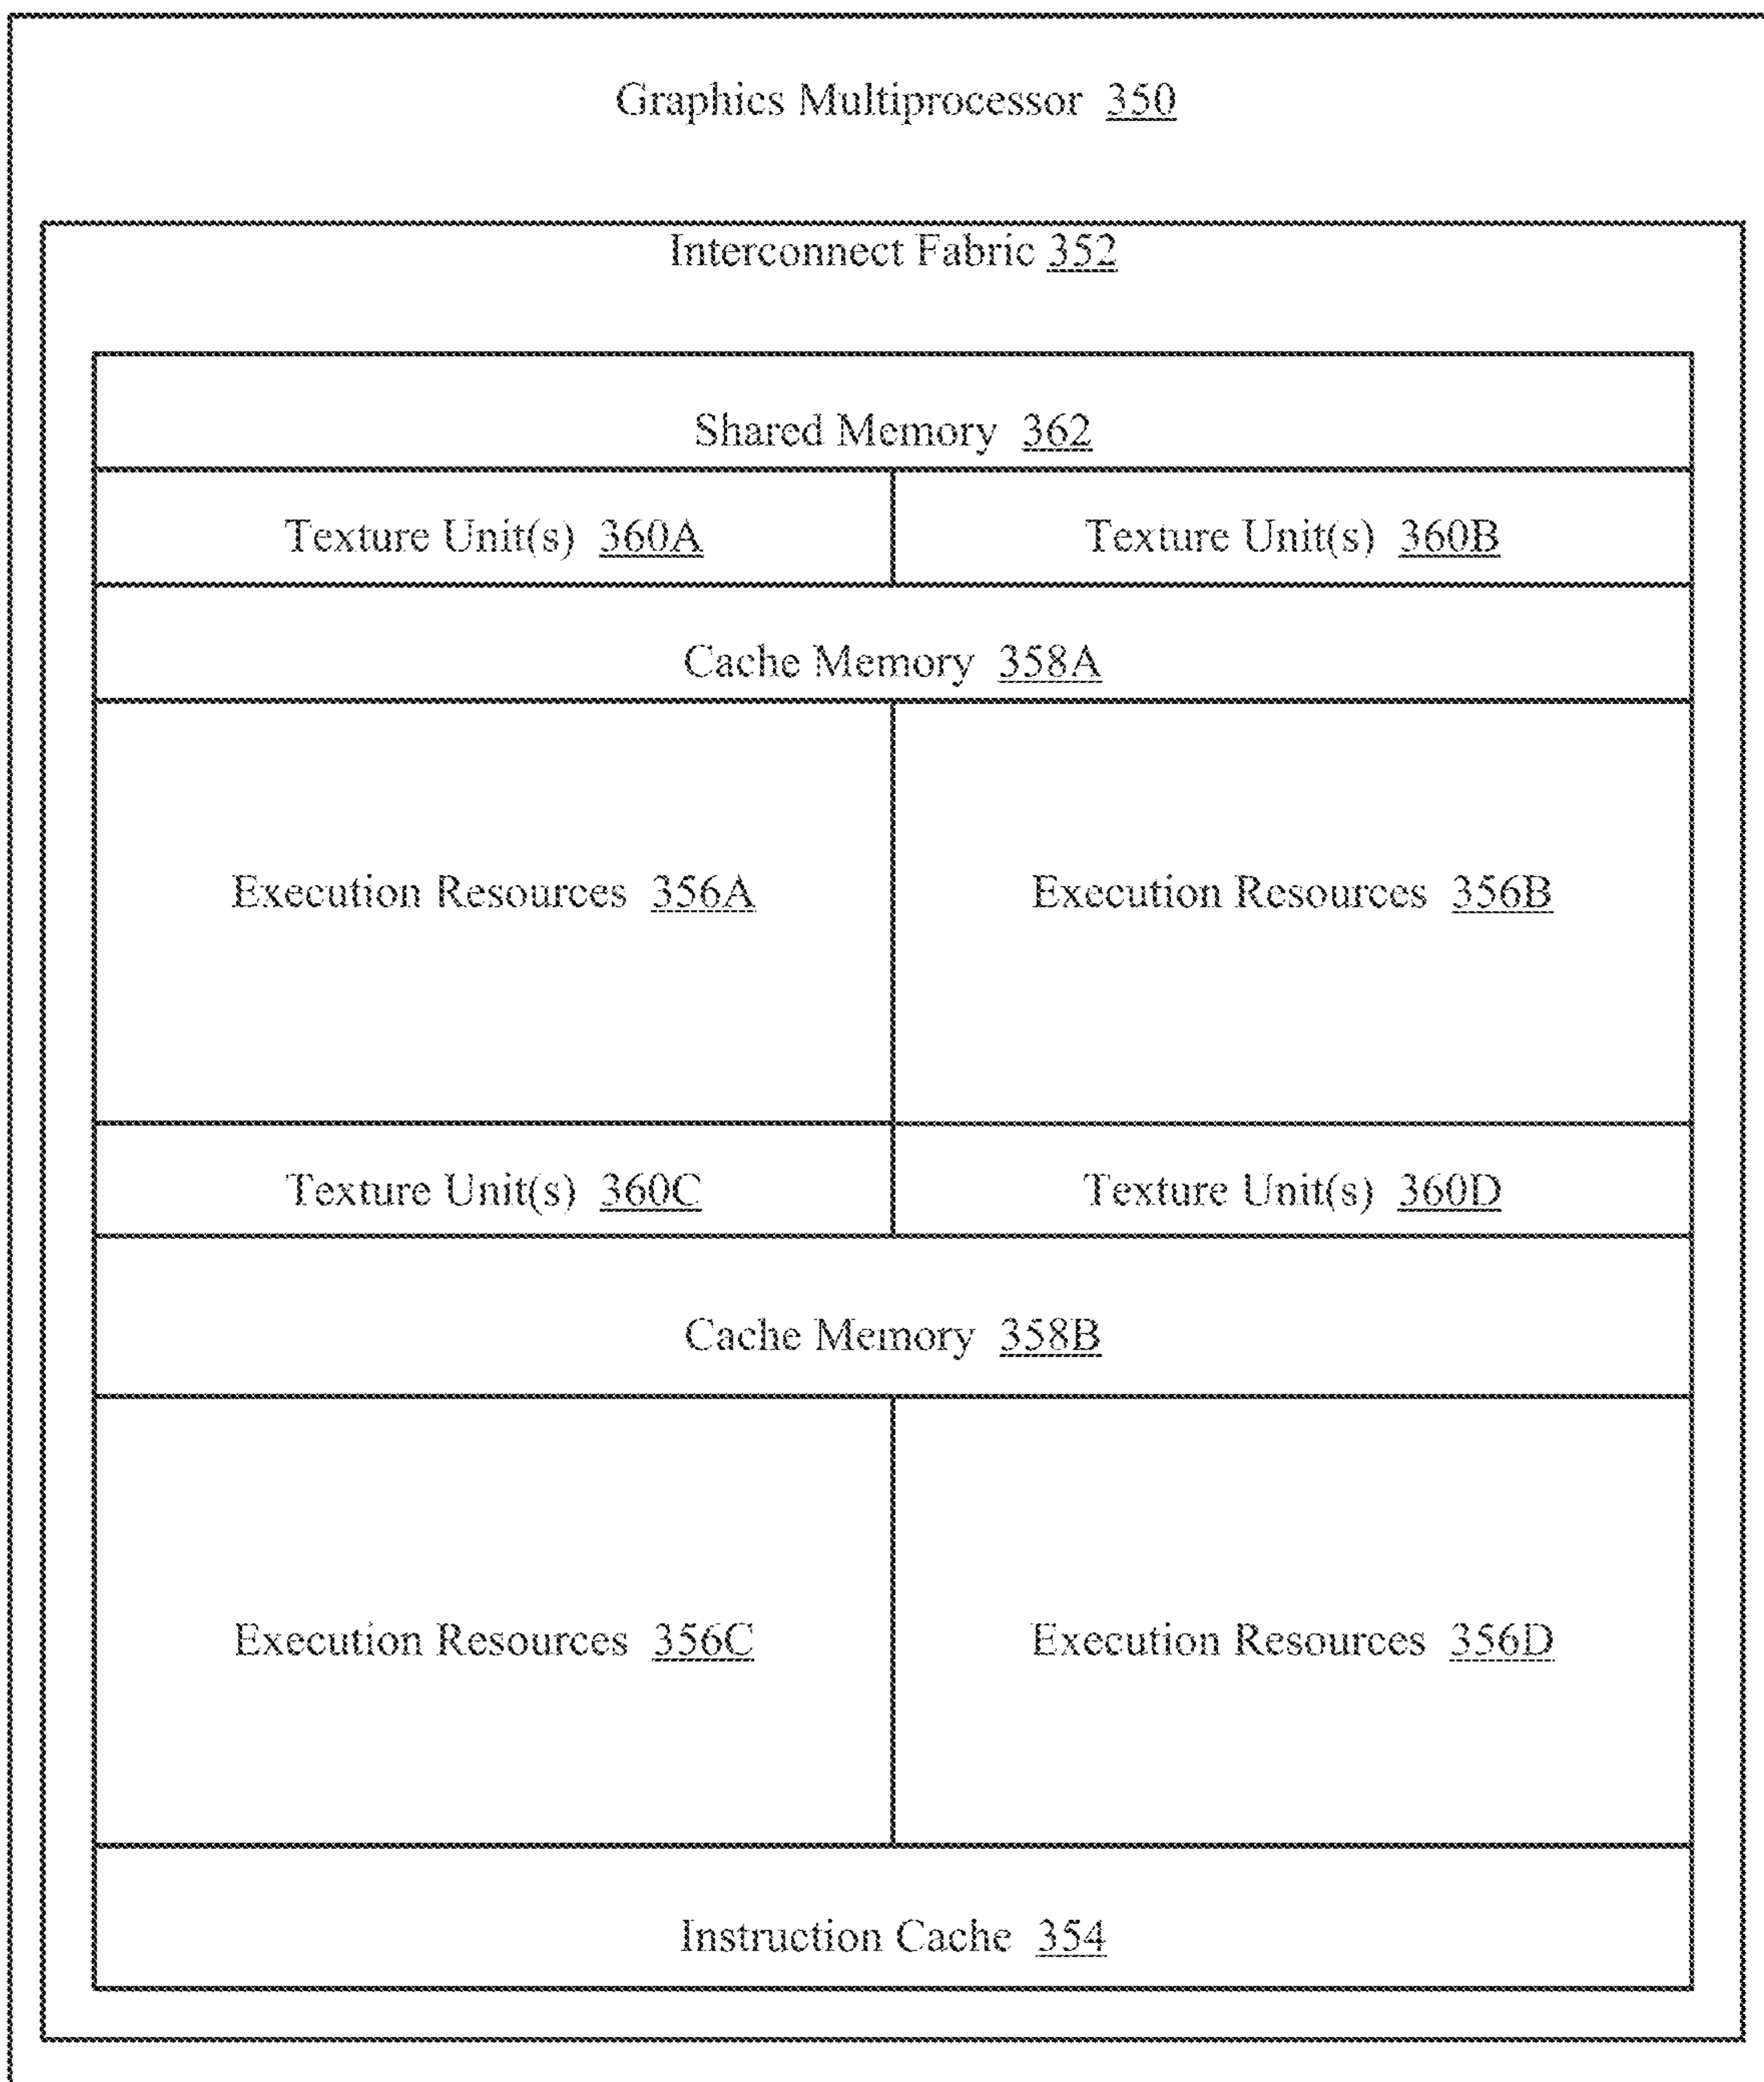 Graphics Multiprocessor 350
Interconnect Fabric 352
Shared Memory 362
Texture Unit(s) 360A
Texture Unit(s) 360B
Cache Memory 358A
Execution Resources 356A
Execution Resources 356B
Texture Unit(s) 360C
Texture Unit(s) 360D
Cache Memory 358B
Execution Resources 356C
Execution Resources 356D
Instruction Cache 354